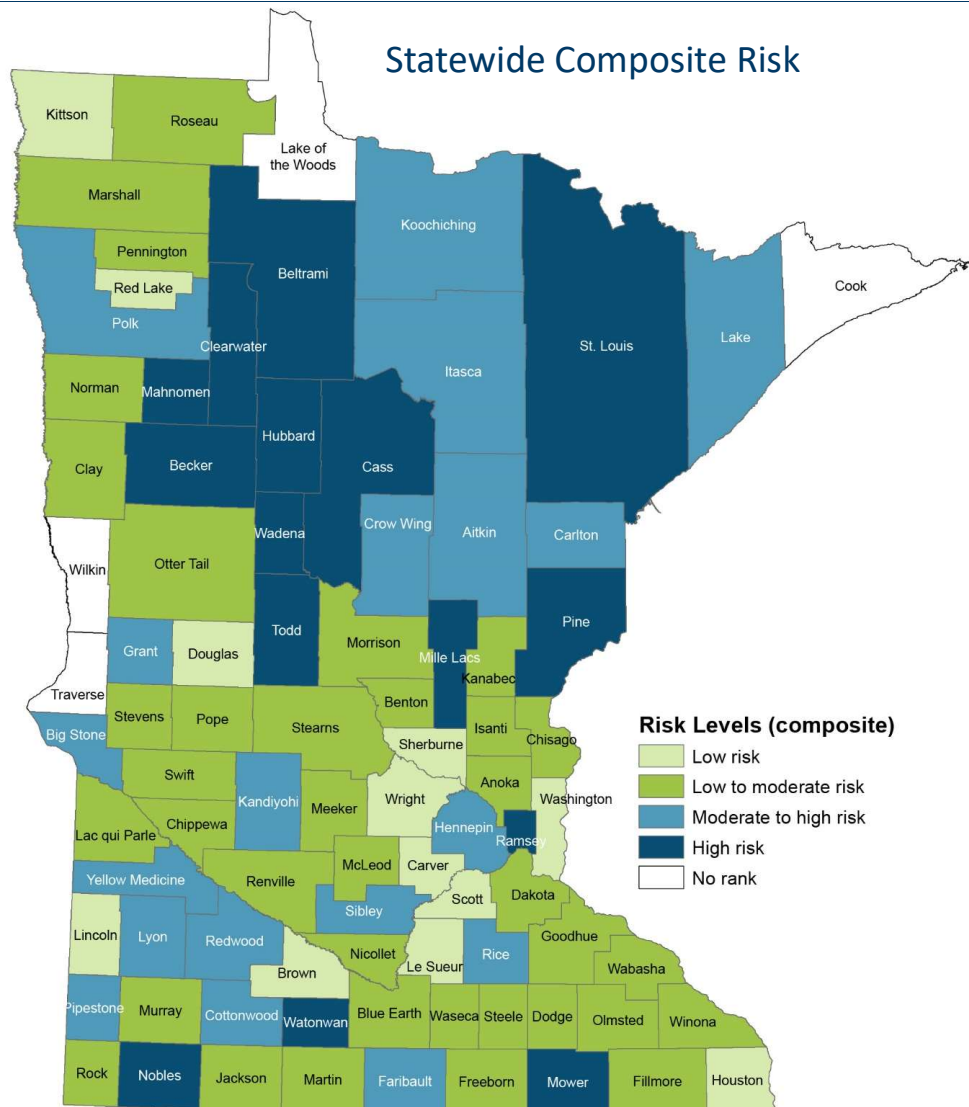 Statewide Composite Risk
Kittson
Roseau
Lake of
the Woods
Marshall
Koochiching
Pennington
Beltrami
Red Lake
Cook
Polk
Lake
Clearwater
St. Louis
Itasca
Norman
Mahnomen
Hubbard
Clay
Becker
Cass
Crow Wing
Aitkin
Wadena
Carlton
Wilkin
Otter Tail
Pine
Todd
Grant
Douglas
Morrison
Mille Lacs
Kanabec
Traverse
Benton
Stevens
Pope
Stearns
Isanti
Big Stone
Chisago
Sherburne
Swift
Anoka
Kandiyohi
Meeker
Wright
Washington
Chippewa
Hennepin
Lac qui Parle
Ramsey
McLeod
Carver
Yellow Medicine
Renville
Dakota
Scott
Sibley
Lincoln
Lyon
Redwood
Goodhue
Nicollet
Le Sueur
Rice
Brown
Wabasha
Pipestone
Murray
Cottonwood
Watonwan
Blue Earth
Waseca
Steele
Dodge
Olmsted
Winona
Rock
Nobles
Jackson
Martin
Faribault
Freeborn
Mower
Fillmore
Houston
Risk Levels (composite)
Low risk
Low to moderate risk
Moderate to high risk
High risk
No rank